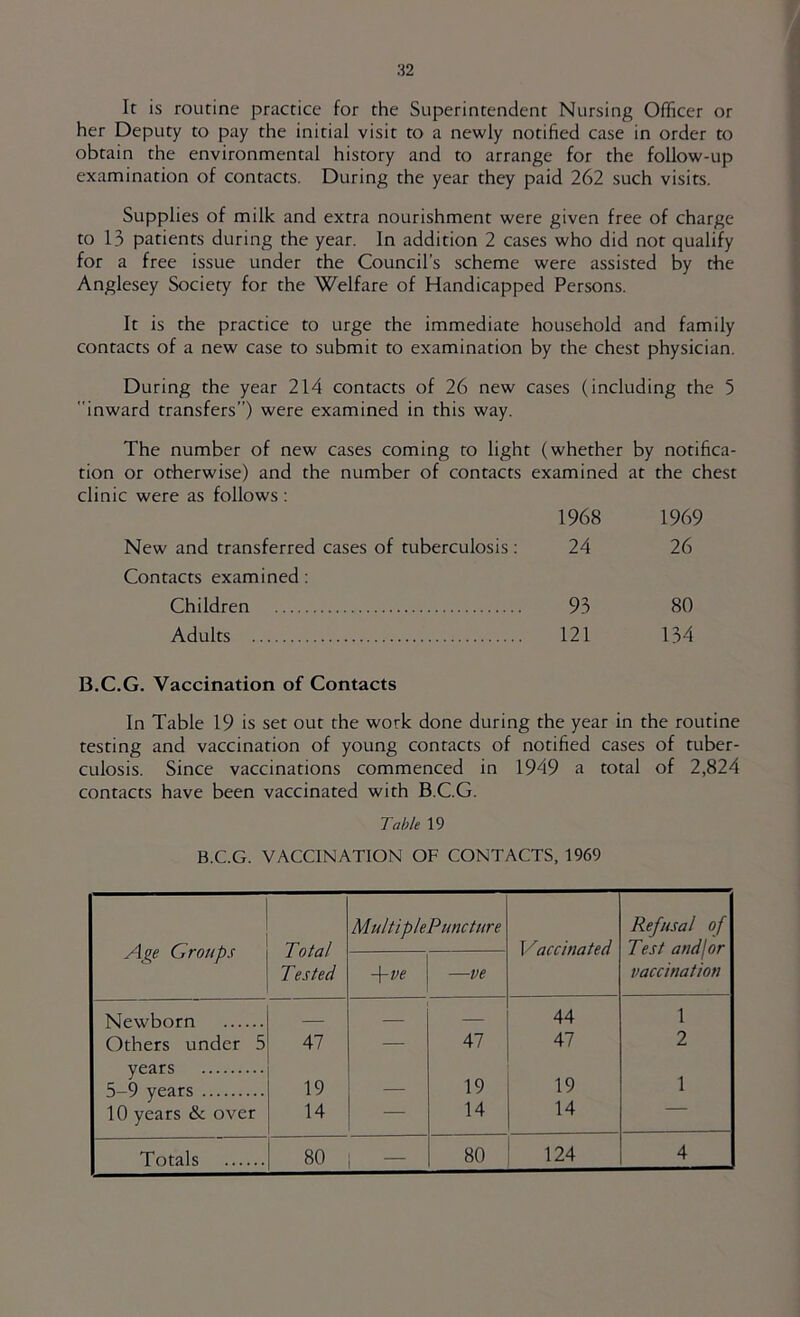 32
It is routine practice for the Superintendent Nursing Officer or
her Deputy to pay the initial visit to a newly notified case in order to
obtain the environmental history and to arrange for the follow-up
examination of contacts. During the year they paid 262 such visits.
Supplies of milk and extra nourishment were given free of charge
to 13 patients during the year. In addition 2 cases who did not qualify
for a free issue under the Council's scheme were assisted by the
Anglesey Society for the Welfare of Handicapped Persons.
It is the practice to urge the immediate household and family
contacts of a new case to submit to examination by the chest physician.
During the year 214 contacts of 26 new cases (including the 5
"inward transfers") were examined in this way.
The number of new cases coming to light (whether by notifica-
tion or otherwise) and the number of contacts examined at the chest
clinic were as follows :
1968 1969
New and transferred cases of tuberculosis : 24 26
Contacts examined :
Children ........ 93 80
Adults ........ 121 134
B.C.G. Vaccination of Contacts
In Table 19 is set out the work done during the year in the routine
testing and vaccination of young contacts of notified cases of tuber-
culosis. Since vaccinations commenced in 1949 a total of 2,824
contacts have been vaccinated with B.C.G.
Table 19
B.C.G. VACCINATION OF CONTACTS, 1969
Age Groups Total Tested MultiplePuncture Vaccinated Refusal of Test and|or vaccination
+ve —ve
Newborn ...... — — — 44 1
Others under 5 47 — 47 47 2
years ..........
5-9 years .......... 19 — 19 19 1
10 years & over 14 — 14 14 —
Totals ...... 80 — 80 124 4